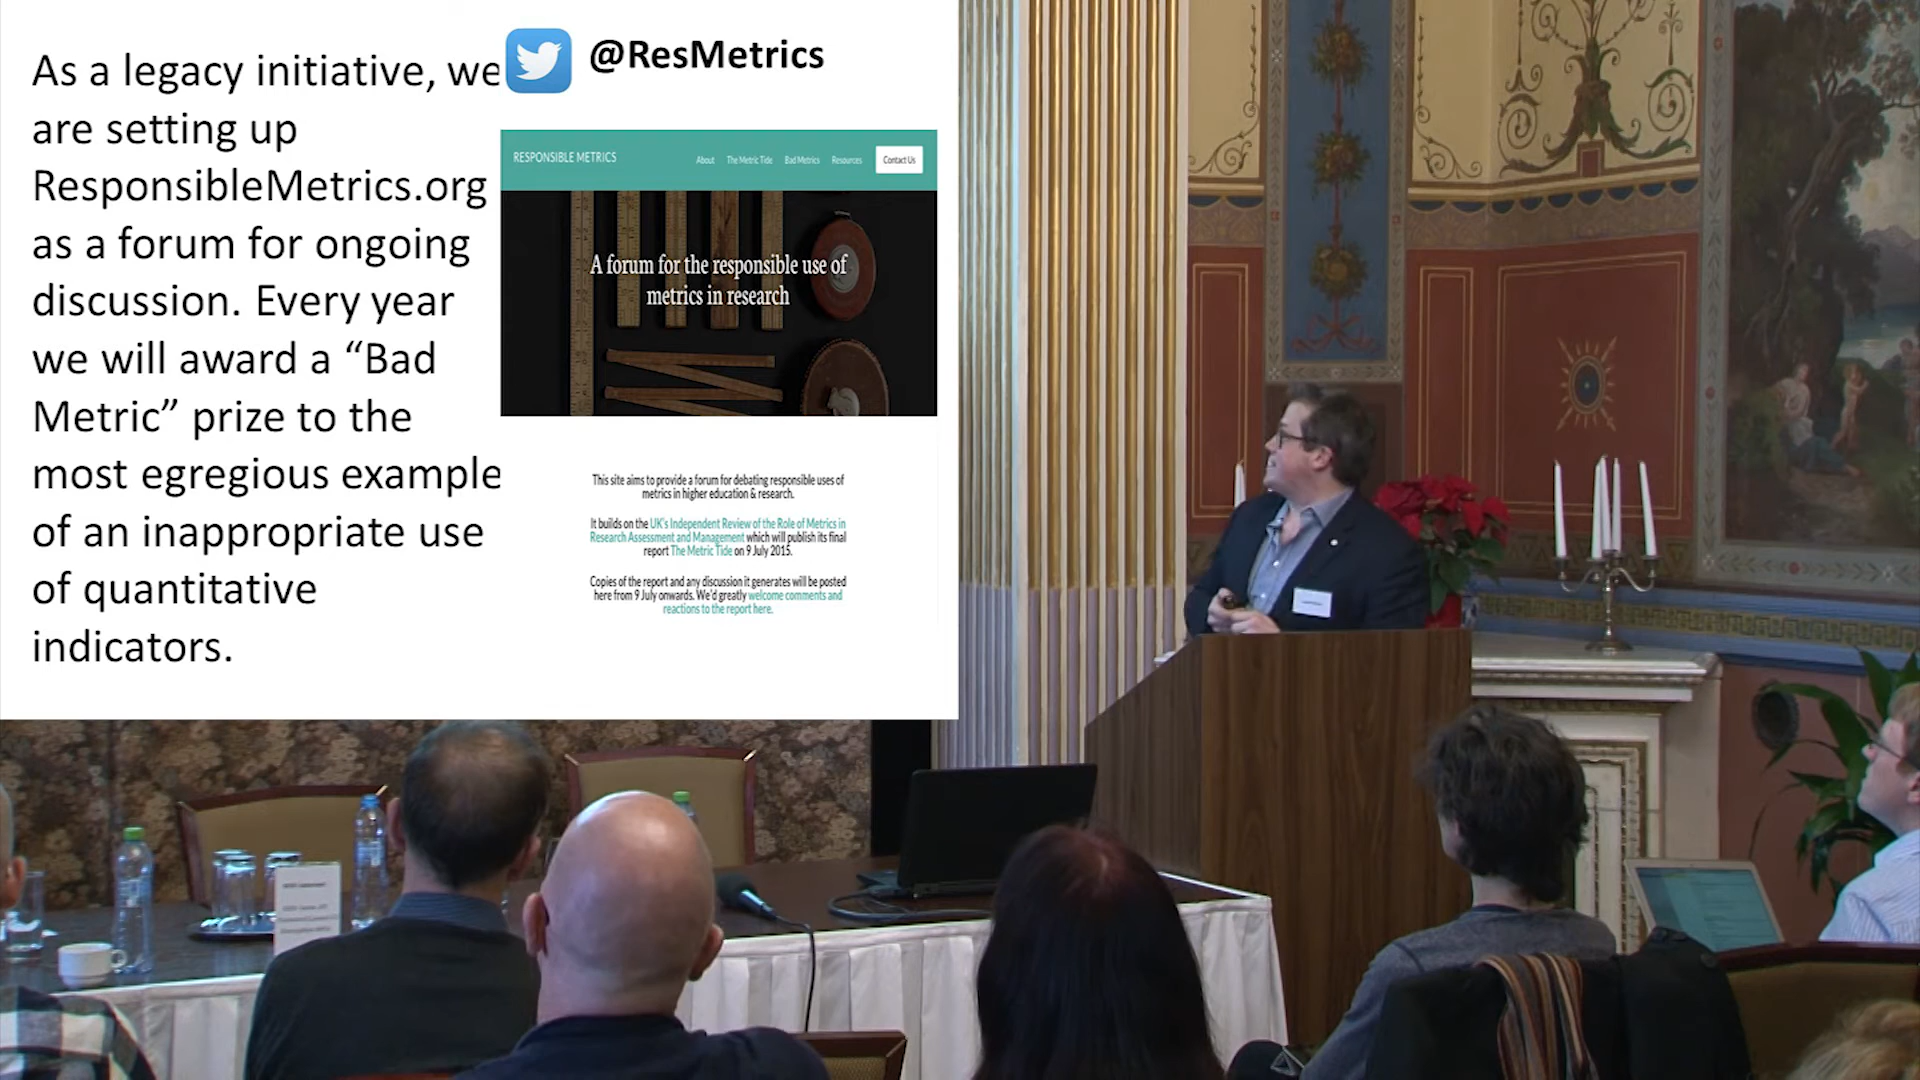 As a legacy initiative, we
are setting up
ResponsibleMetrics.org
as a forum for ongoing
discussion. Every year
we will award a “Bad
Metric” prize to the
most egregious example
of an inappropriate use
of quantitative
indicators.
@ResMetrics
RESPONSIBLE METRICS
About The Metric Tide Bad Metrics Resources Contact Us
A forum for the responsible use of
metrics in research
This site aims to provide a forum for debating responsible uses of
metrics in higher education & research.
It builds on the UK's Independent Review of the Role of Metrics in
Research Assessment and Management which will publish its final
report The Metric Tide on 9 July 2015.
Copies of the report and any discussion it generates will be posted
here from 9 July onwards. We'd greatly welcome comments and
reactions to the report here.